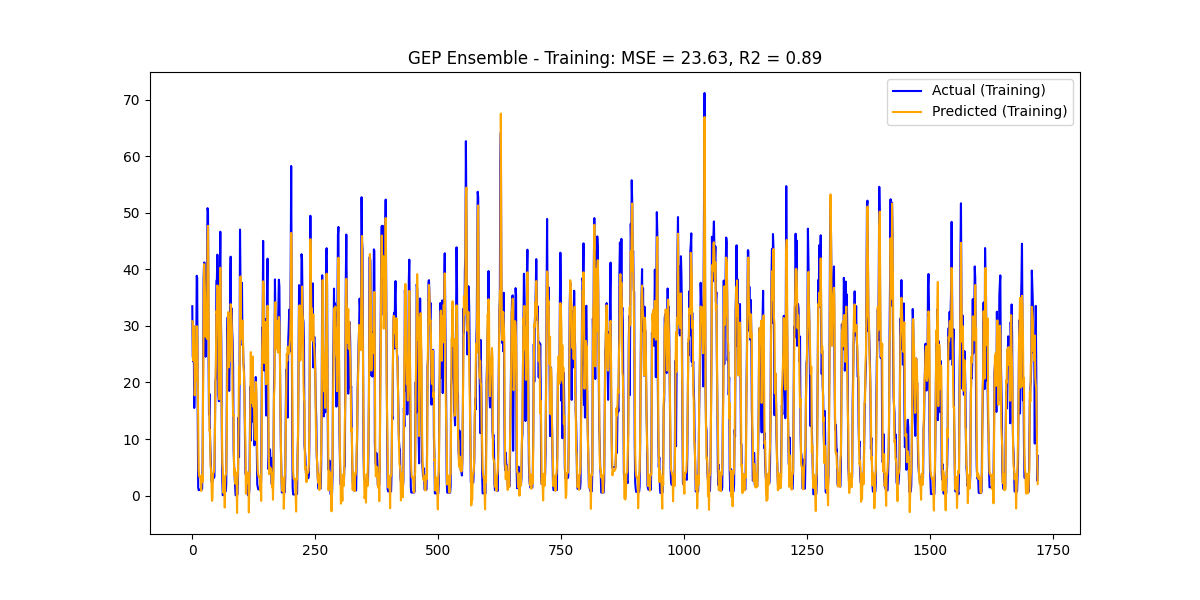 GEP Ensemble - Training: MSE = 23.63, R2 = 0.89
Actual (Training)
Predicted (Training)
70
60
50
40
30
20
10
0
0 250 500 750 1000 1250 1500 1750